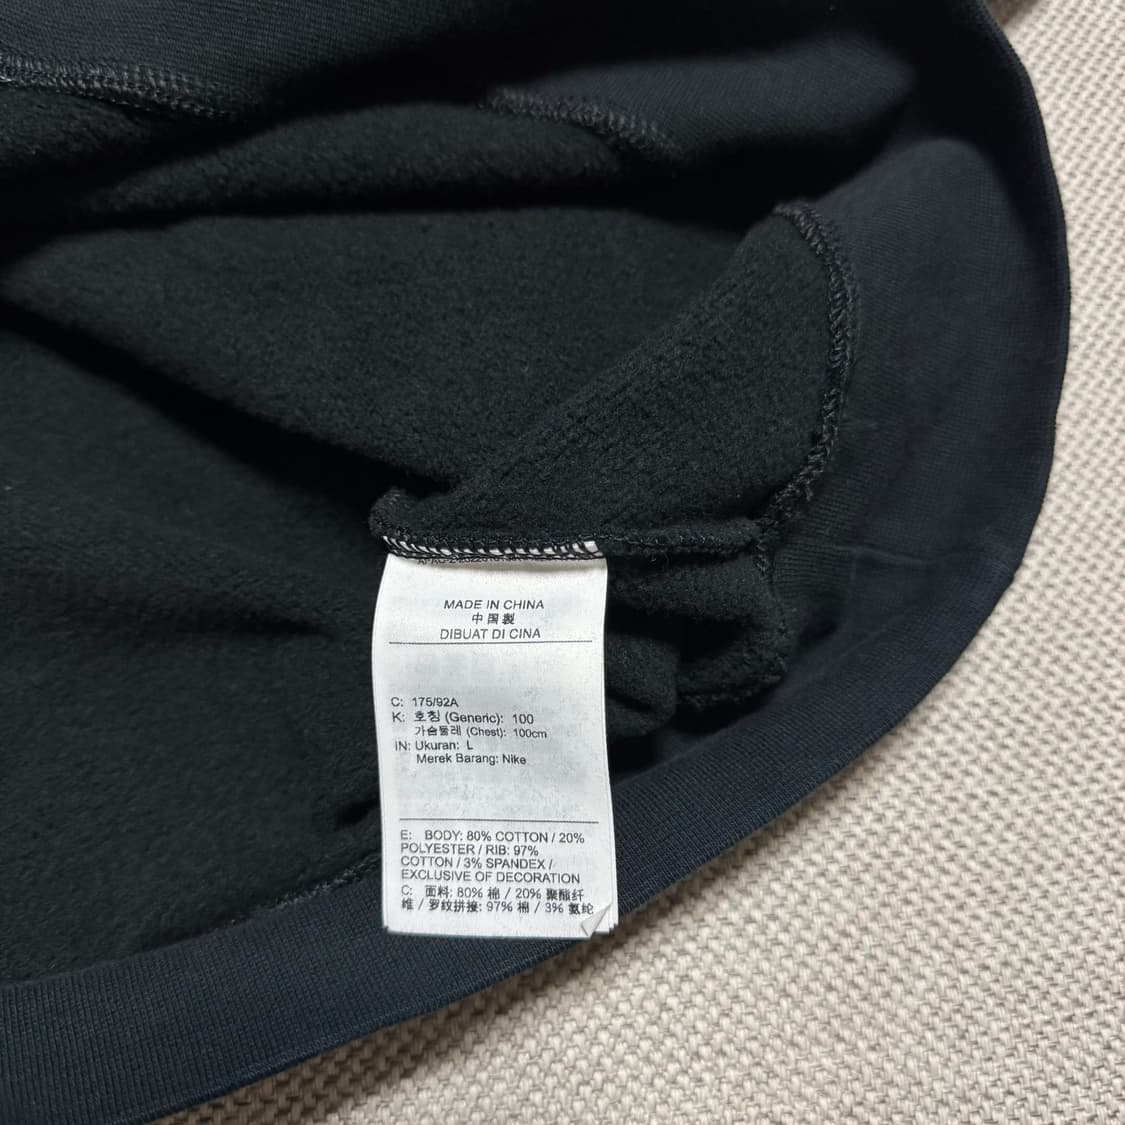 MADE IN CHINA
中国製
DIBUAT DI CINA
C: 175/92A
K: 호칭 (Generic): 100
가슴둘레 (Chest): 100cm
IN: Ukuran: L
Merek Barang: Nike
E: BODY: 80% COTTON / 20%
POLYESTER / RIB: 97%
COTTON / 3% SPANDEX /
EXCLUSIVE OF DECORATION
C: 面料: 80% 棉 / 20% 聚酯纤
维 / 罗纹拼接: 97% 棉 / 3% 氨纶